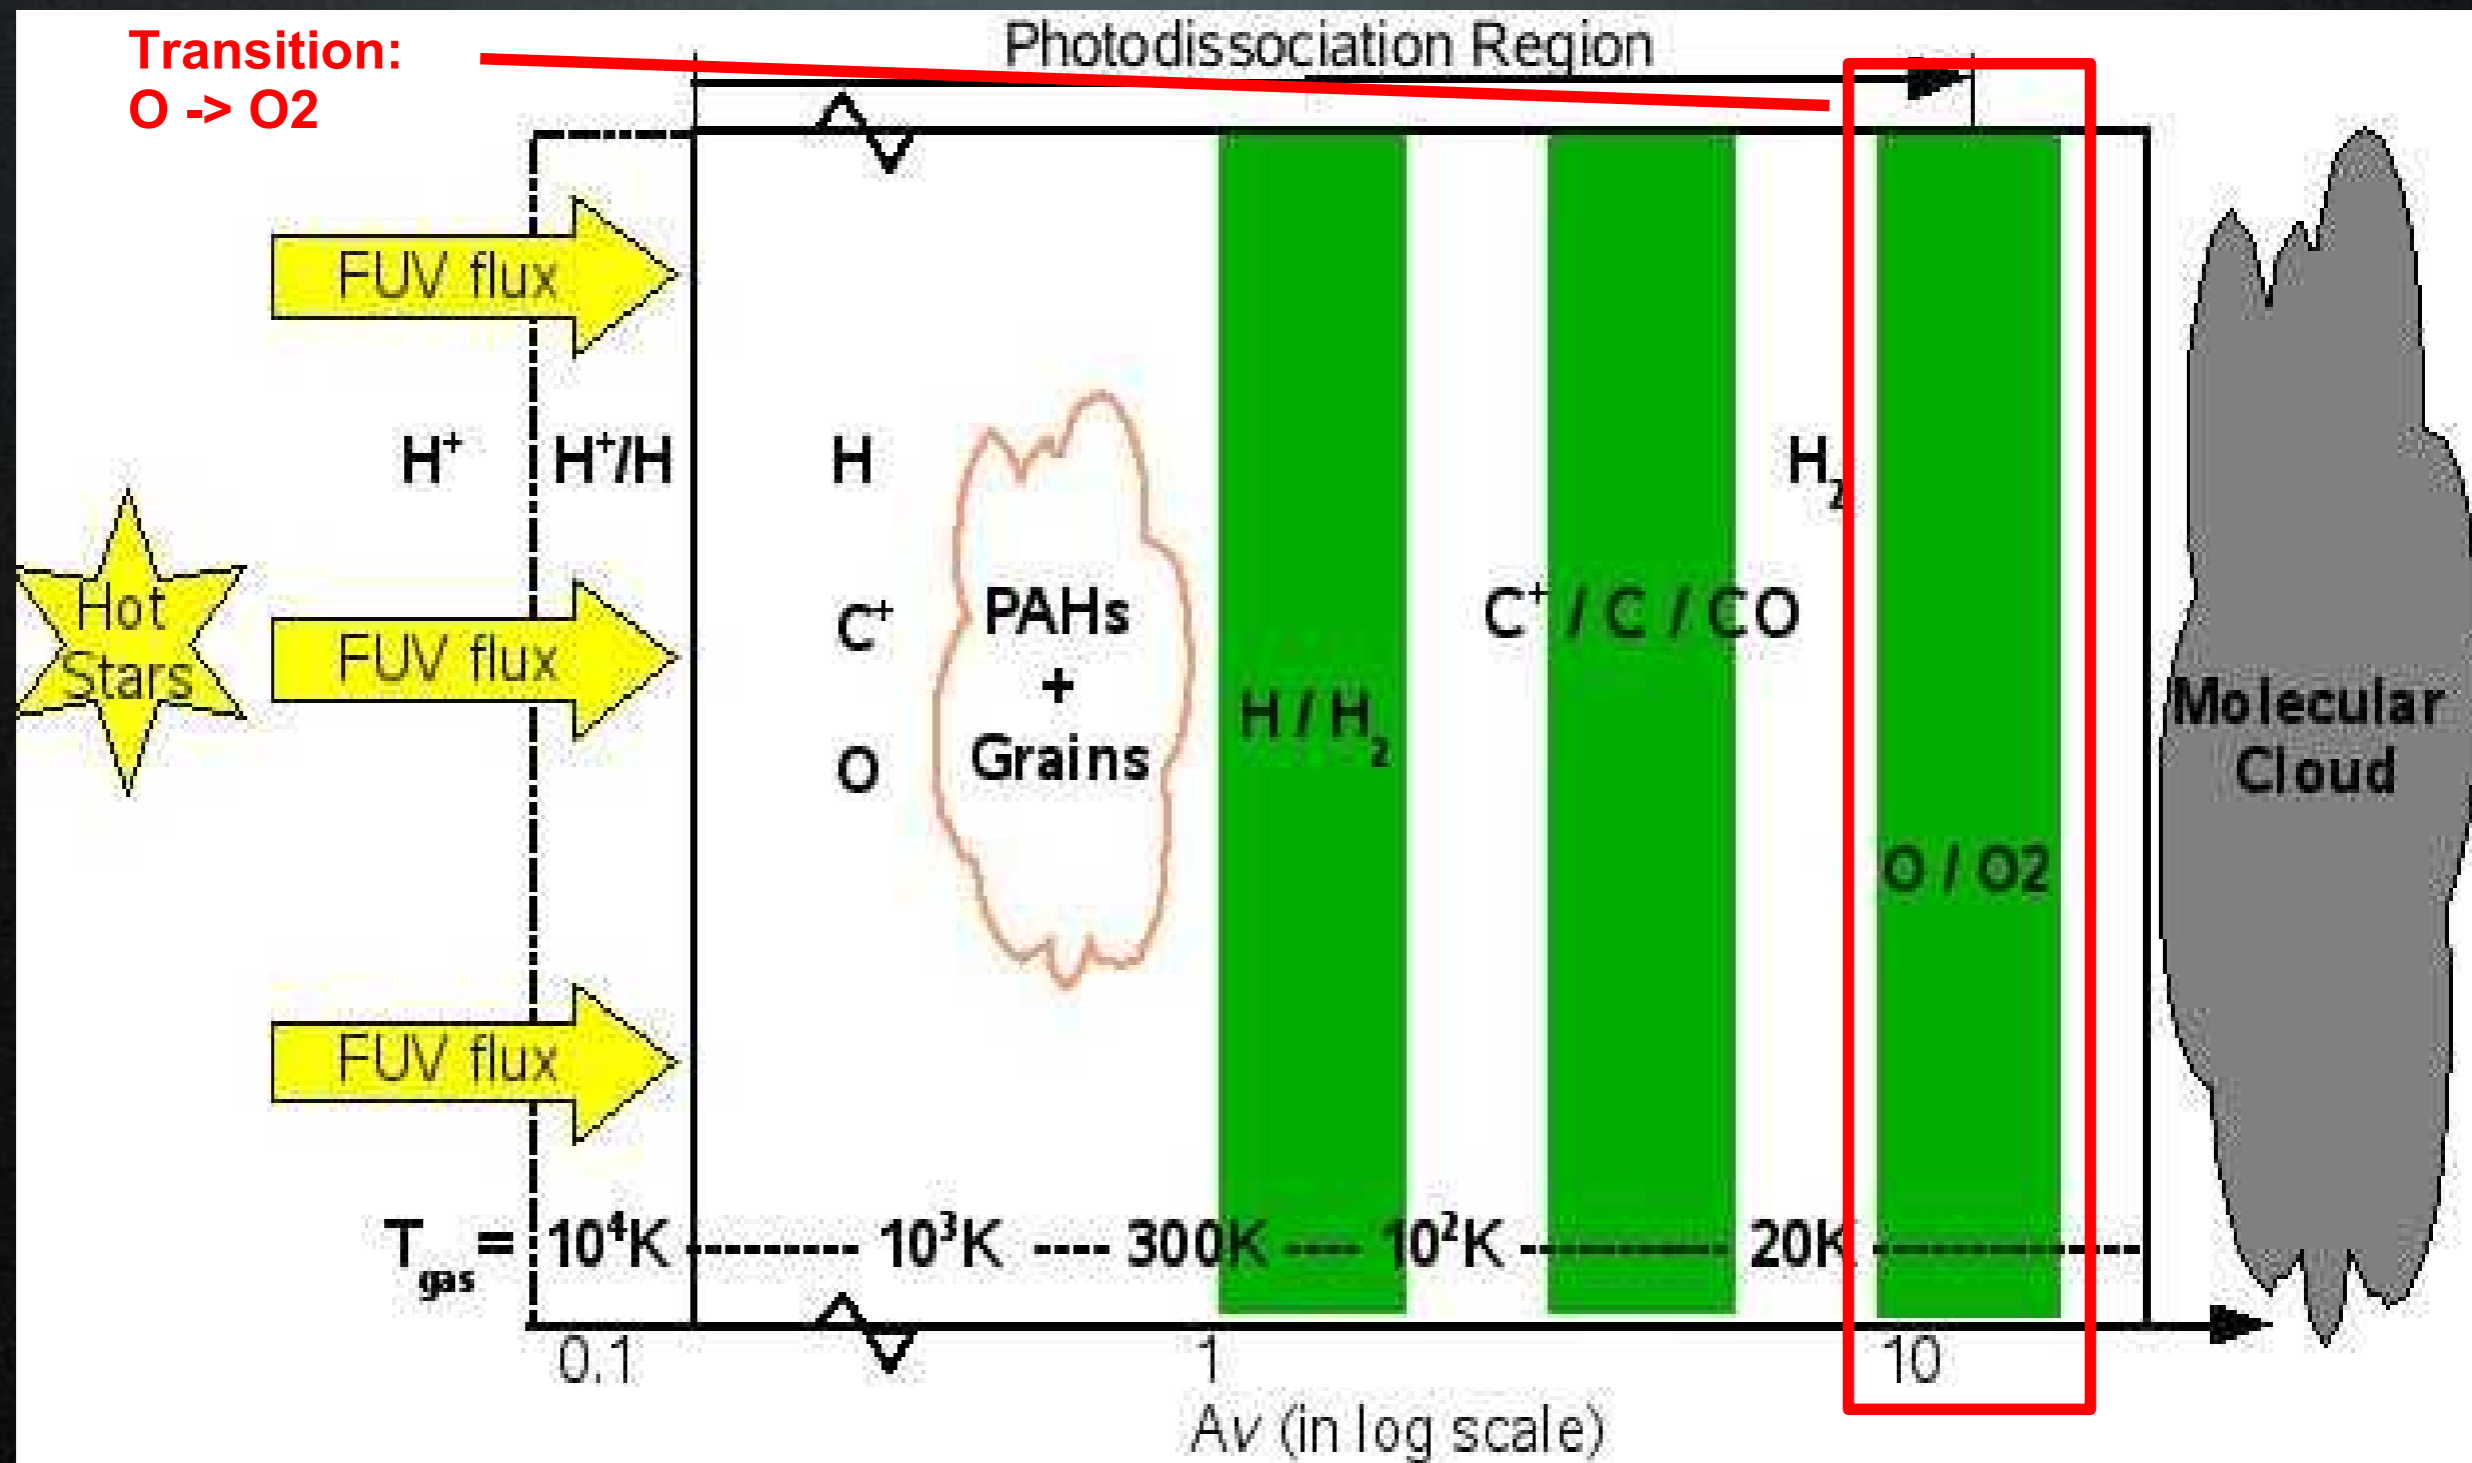 Transition:
O -> O2
Photodissociation Region
FUV flux
H⁺ H⁺/H H H₂
Hot
Stars
FUV flux
C⁺
O
PAHs
+
Grains
H / H₂
C⁺ / C / CO
O / O2
Molecular
Cloud
FUV flux
T_gas = 10⁴K --------- 10³K ---- 300K ---- 10²K ------------ 20K ---------------
0.1 1 10
Av (in log scale)